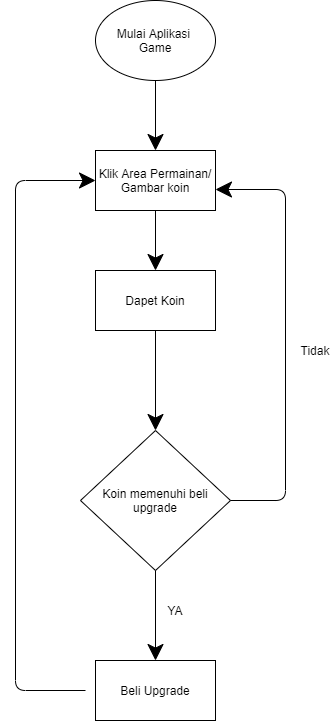 Mulai Aplikasi
Game
Klik Area Permainan/
Gambar koin
Dapet Koin
Tidak
Koin memenuhi beli
upgrade
YA
Beli Upgrade